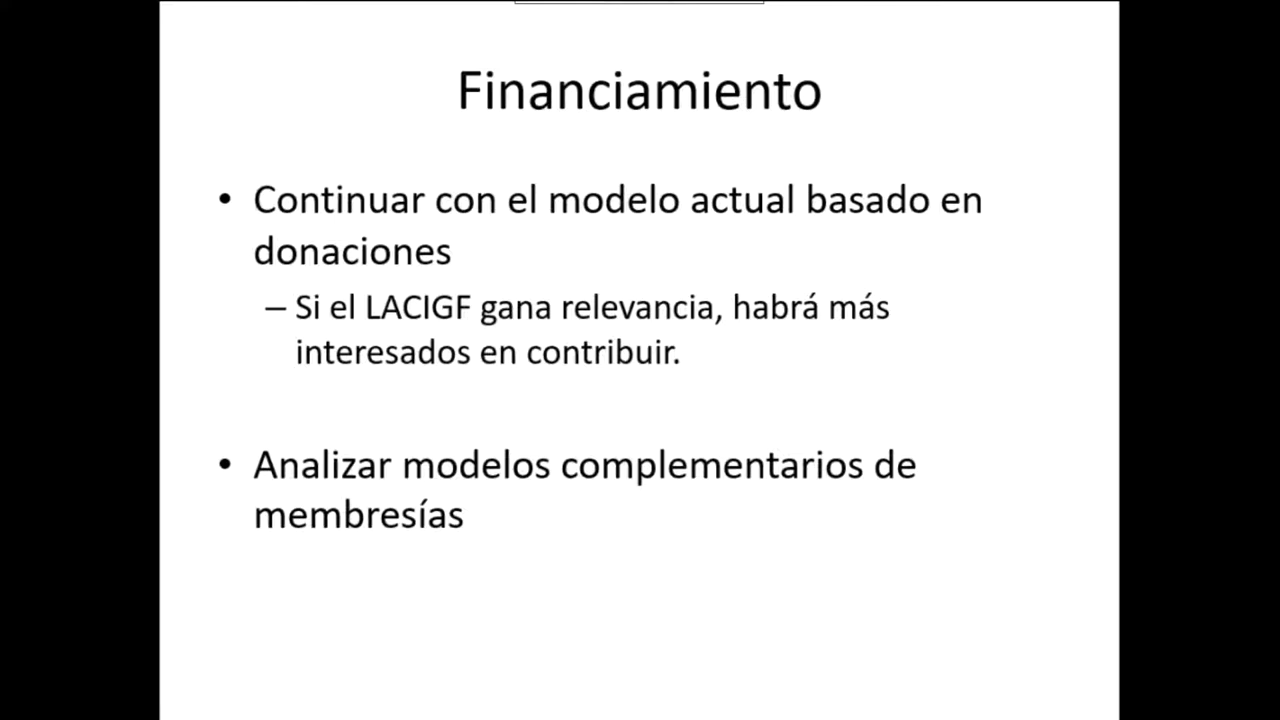 Financiamiento
• Continuar con el modelo actual basado en
donaciones
– Si el LACIGF gana relevancia, habrá más
interesados en contribuir.
• Analizar modelos complementarios de
membresías